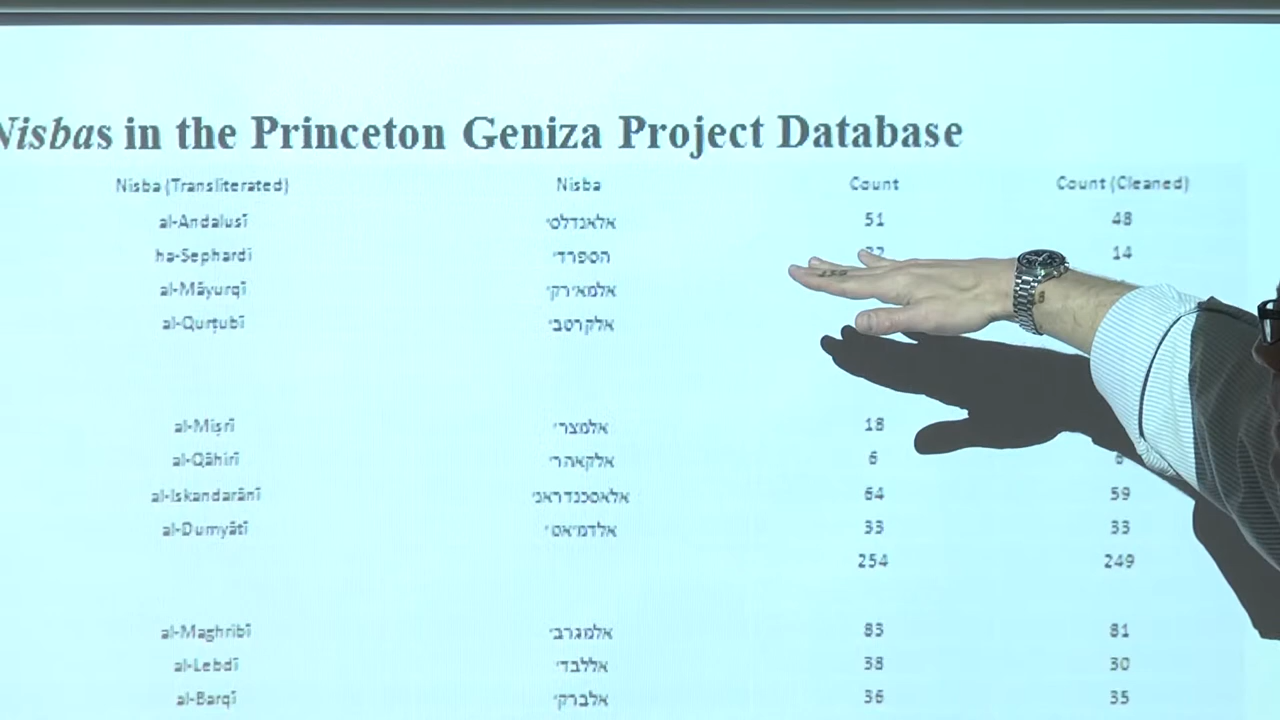 Nisbas in the Princeton Geniza Project Database
Nisba (Transliterated) Nisba Count Count (Cleaned)
al-Andalusī אלאנדלסי 51 48
ha-Sephardi הספרדי 14
al-Māyurqī אלמאירקי
al-Qurṭubī אלקרטבי
al-Miṣrī אלמצרי 18
al-Qāhirī אלקאהרי 6
al-Iskandarānī אלאסכנדראני 64 59
al-Dumyāṭī אלדמיאטי 33 33
254 249
al-Maghribī אלמגרבי 83 81
al-Lebdī אללבדי 38 30
al-Barqī אלברקי 36 35